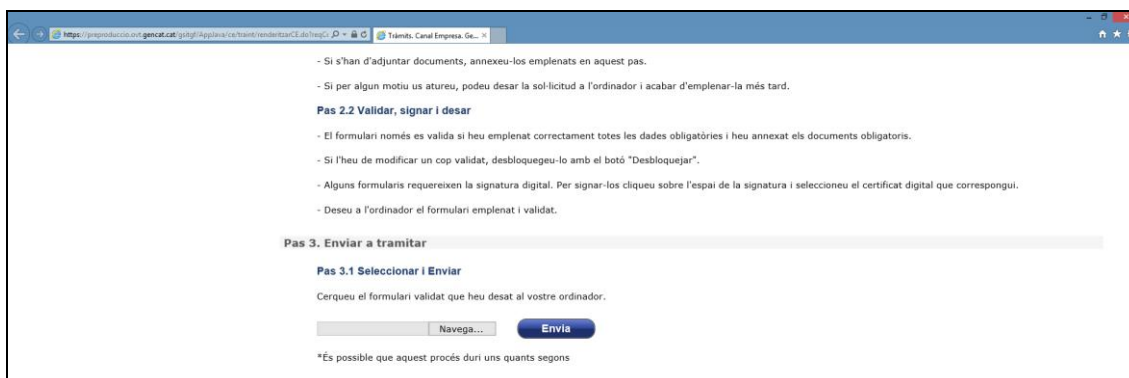 https://preproduccio.ovt.gencat.cat/gsitgf/AppJava/ce/traint/renderitzarCE.do?reqCo
Tràmits. Canal Empresa. Ge...
- Si s'han d'adjuntar documents, annexeu-los emplenats en aquest pas.
- Si per algun motiu us atureu, podeu desar la sol·licitud a l'ordinador i acabar d'emplenar-la més tard.
Pas 2.2 Validar, signar i desar
- El formulari només es valida si heu emplenat correctament totes les dades obligatòries i heu annexat els documents obligatoris.
- Si l'heu de modificar un cop validat, desbloquegeu-lo amb el botó "Desbloquejar".
- Alguns formularis requereixen la signatura digital. Per signar-los cliqueu sobre l'espai de la signatura i seleccioneu el certificat digital que correspongui.
- Deseu a l'ordinador el formulari emplenat i validat.
Pas 3. Enviar a tramitar
Pas 3.1 Seleccionar i Enviar
Cerqueu el formulari validat que heu desat al vostre ordinador.
Navega...
Envia
*És possible que aquest procés duri uns quants segons